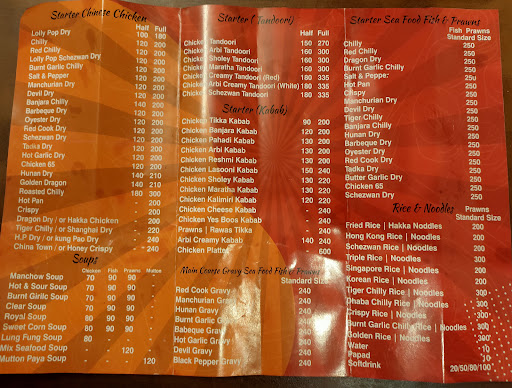 Starter Chinese Chicken
Half Full
Lolly Pop Dry 100 180
Chilly 120 200
Red Chilly 120 200
Lolly Pop Schezwan Dry 120 200
Burnt Garlic Chilly 120 200
Salt & Pepper 120 200
Manchurian Dry 120 200
Devil Dry 120 200
Banjara Chilly 140 200
Barbeque Dry 120 200
Oyester Dry 120 200
Red Cook Dry 120 200
Schezwan Dry 120 200
Tadka Dry 120 200
Hot Garlic Dry 120 200
Chicken 65 120 200
Hunan Dry 140 210
Golden Dragon 140 210
Roasted Chilly 180 300
Hot Pan - 200
Crispy - 200
Dragon Dry / or Hakka Chicken - 200
Tiger Chilly / or Shanghai Dry - 220
H.P Dry / or kung Pao Dry - 240
China Town / or Honey Crispy - 240
Soups
Chicken Fish Prawns Mutton
Manchow Soup 70 90 90 -
Hot & Sour Soup 70 90 90 -
Burnt Garlic Soup 70 90 90 -
Clear Soup 70 90 90 -
Royal Soup 80 90 90 -
Sweet Corn Soup 80 90 90 -
Lung Fung Soup 80
Mix Seafood Soup - - 120 -
Mutton Paya Soup - - - 120
Starter ( Tandoori)
Half Full
Chicken Tandoori 150 270
Chicken Arbi Tandoori 160 300
Chicken Sholey Tandoori 160 300
Chicken Maratha Tandoori 160 300
Chicken Creamy Tandoori (Red) 180 335
Chicken Arbi Creamy Tandoori (White) 180 335
Chicken Schezwan Tandoori 180 335
Starter (Kabab)
Chicken Tikka Kabab 90 200
Chicken Banjara Kabab 120 200
Chicken Pahadi Kabab 130 200
Chicken Arbi Kabab 130 200
Chicken Reshmi Kabab 130 200
Chicken Lasooni Kabab 150 240
Chicken Sholey Kabab 130 220
Chicken Maratha Kabab 130 220
Chicken Kalimiri Kabab 120 220
Chicken Cheese Kabab - 240
Chicken Yes Boos Kabab - 240
Prawns – Rawas Tikka - 240
Arbi Creamy Kabab 140 240
Chicken Platter - 600
Main Course Gravy Sea Food Fish & Prawns
Standard Size
Red Cook Gravy 240
Manchurian Gravy 240
Hunan Gravy 240
Burnt Garlic Gravy 240
Babeque Gravy 240
Hot Garlic Gravy 240
Devil Gravy 240
Black Pepper Gravy 240
Starter Sea Food Fish & Prawns
Fish Prawns
Standard Size
Chilly 250
Red Chilly 250
Dragon Dry 250
Burnt Garlic Chilly 250
Salt & Pepper 250
Hot Pan 250
Crispy 250
Manchurian Dry 250
Devil Dry 250
Tiger Chilly 250
Banjara Chilly 250
Hunan Dry 250
Barbeque Dry 250
Oyester Dry 250
Red Cook Dry 250
Tadka Dry 250
Butter Garlic Dry 250
Chicken 65 250
Schezwan Dry 250
Rice & Noodles
Prawns
Standard Size
Fried Rice | Hakka Noddles 200
Hong Kong Rice | Noodles 200
Schezwan Rice | Noodles 200
Triple Rice | Noodles 300
Singapore Rice | Noodles 200
Korean Rice | Noodles 200
Tiger Chilly Rice | Noodles 300
Dhaba Chilly Rice | Noodles 300
Crispy Rice | Noodles 300
Burnt Garlic Chilly Rice | Noodles 300
Golden Rice | Noodles 300
Water 10
Papad 10
Softdrink 20/50/80/100